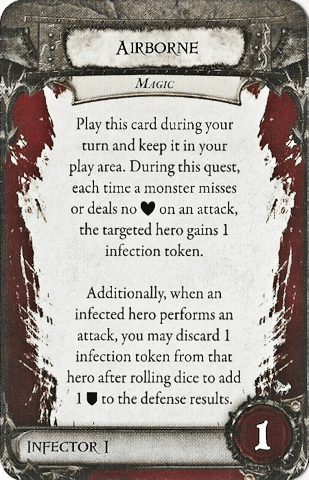 AIRBORNE
MAGIC
Play this card during your
turn and keep it in your
play area. During this quest,
each time a monster misses
or deals no ♥ on an attack,
the targeted hero gains 1
infection token.
Additionally, when an
infected hero performs an
attack, you may discard 1
infection token from that
hero after rolling dice to add
1 to the defense results.
INFECTOR I
1